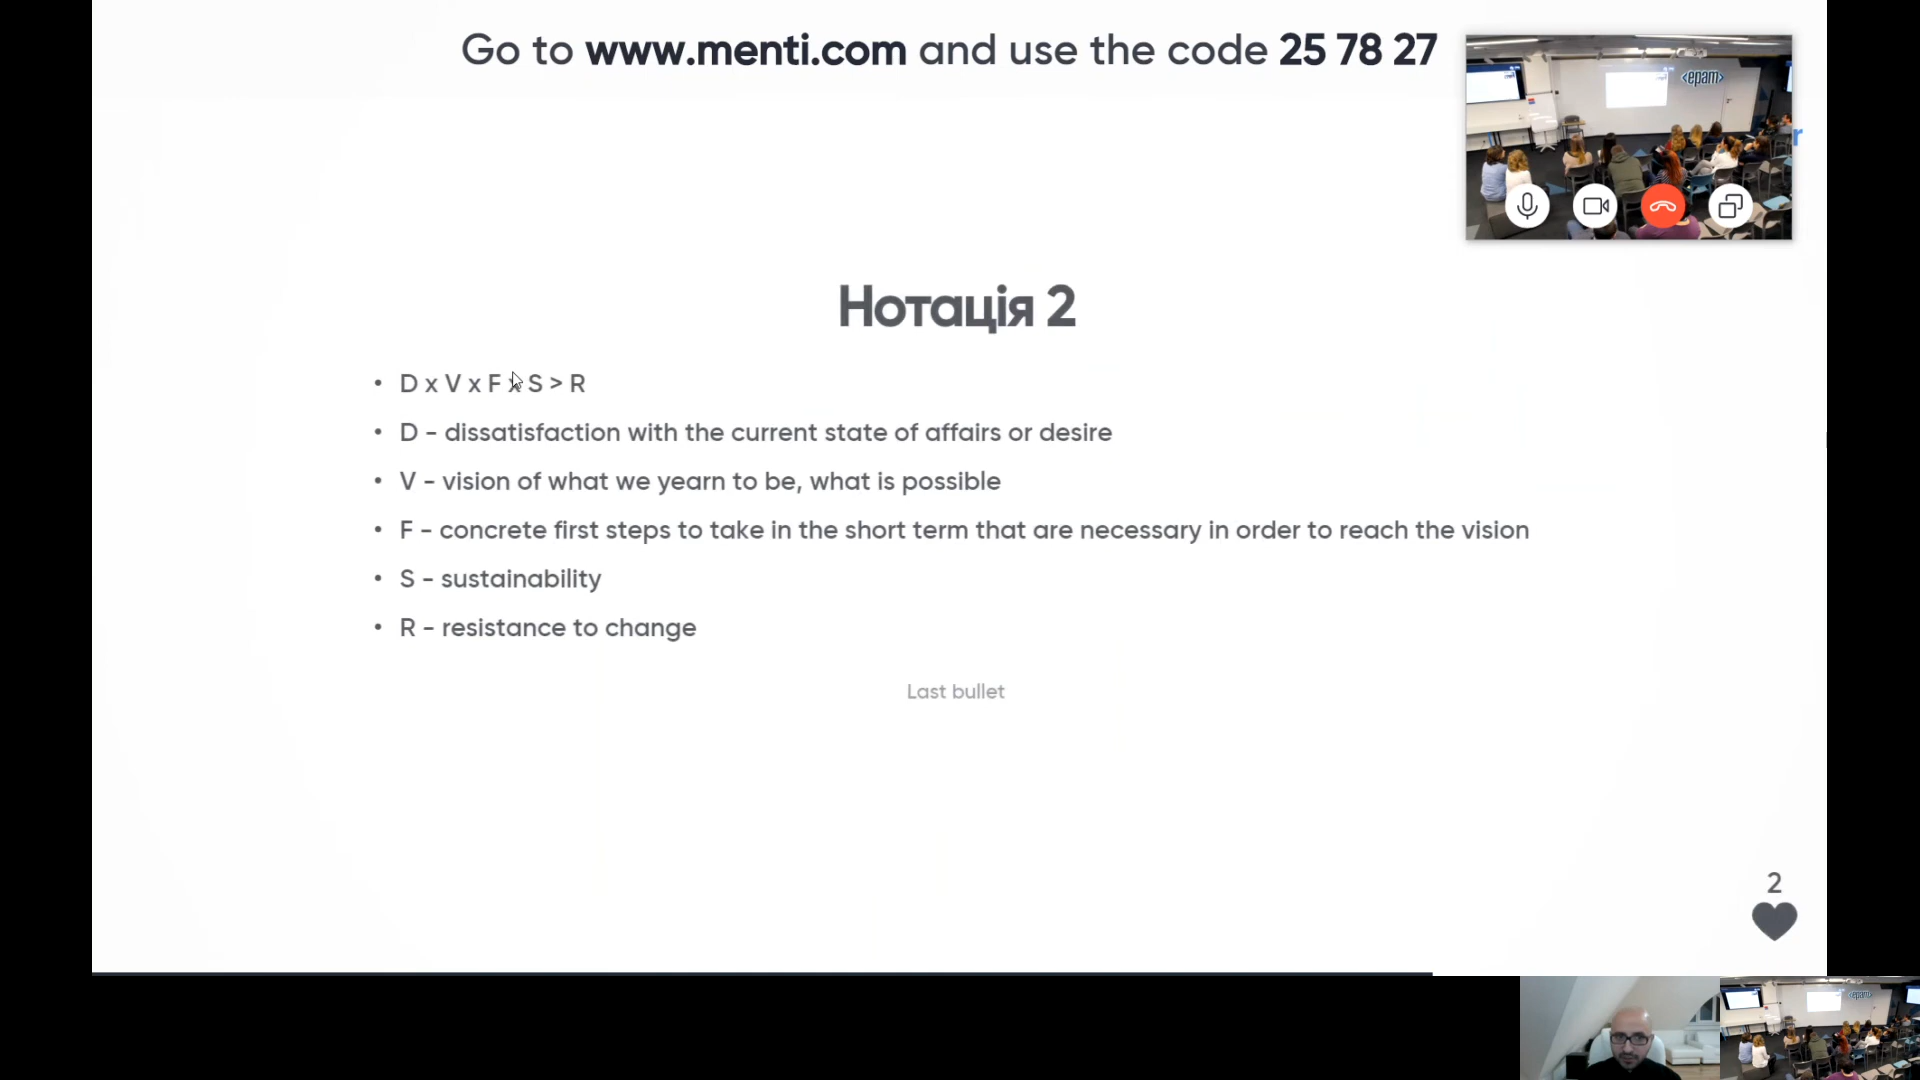 Go to www.menti.com and use the code 25 78 27
<epam>
r
Нотація 2
• D x V x F x S > R
• D - dissatisfaction with the current state of affairs or desire
• V - vision of what we yearn to be, what is possible
• F - concrete first steps to take in the short term that are necessary in order to reach the vision
• S - sustainability
• R - resistance to change
Last bullet
2
<epam>